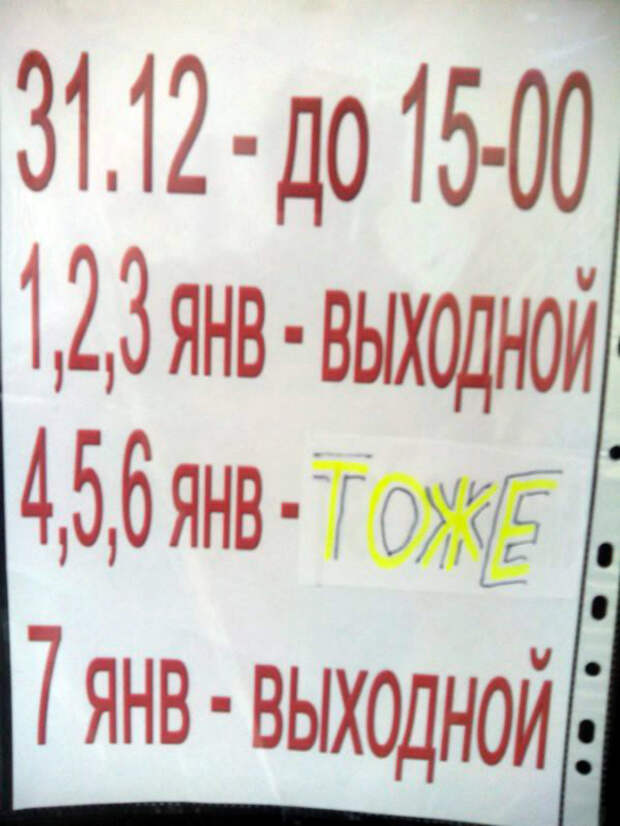 31.12 - до 15-00
1,2,3 янв - выходной
4,5,6 янв - ТОЖЕ
7 янв - выходной